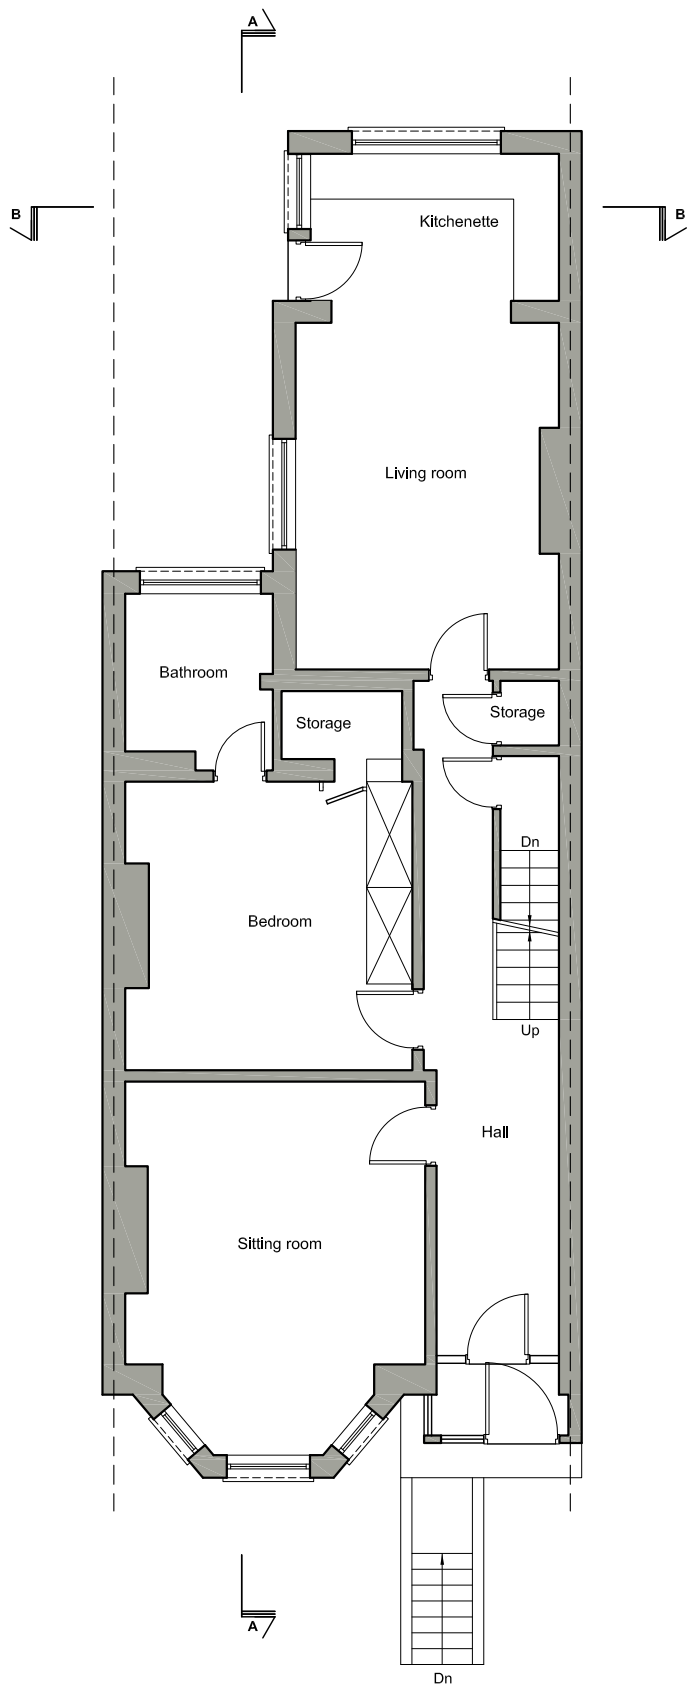 A
B
B
Kitchenette
Living room
Bathroom
Storage
Storage
Dn
Bedroom
Up
Hall
Sitting room
A
Dn